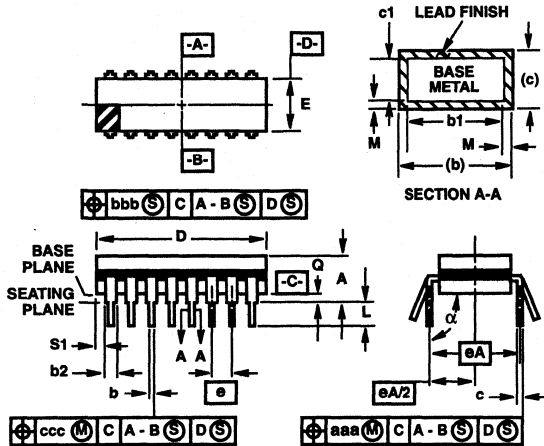 c1 LEAD FINISH
-A-
-D-
BASE METAL
(c)
E
b1
M
M
-B-
(b)
SECTION A-A
⌖ bbb Ⓢ C A - B Ⓢ D Ⓢ
D
BASE PLANE
Q
A
-C-
SEATING PLANE
L
α
S1
A A
eA
b2
b
e
eA/2
c
⌖ ccc Ⓜ C A - B Ⓢ D Ⓢ
⌖ aaa Ⓜ C A - B Ⓢ D Ⓢ